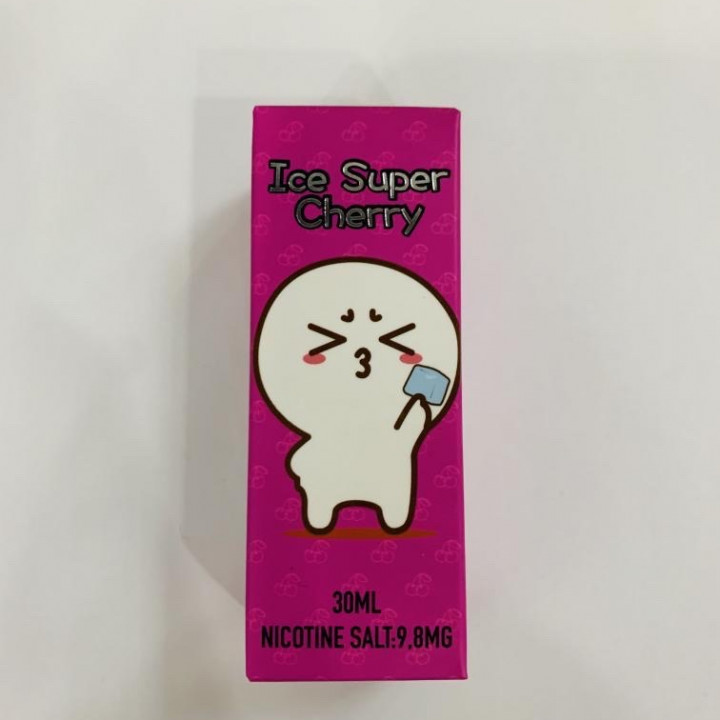 Ice Super
Cherry
30ML
NICOTINE SALT:9,8MG